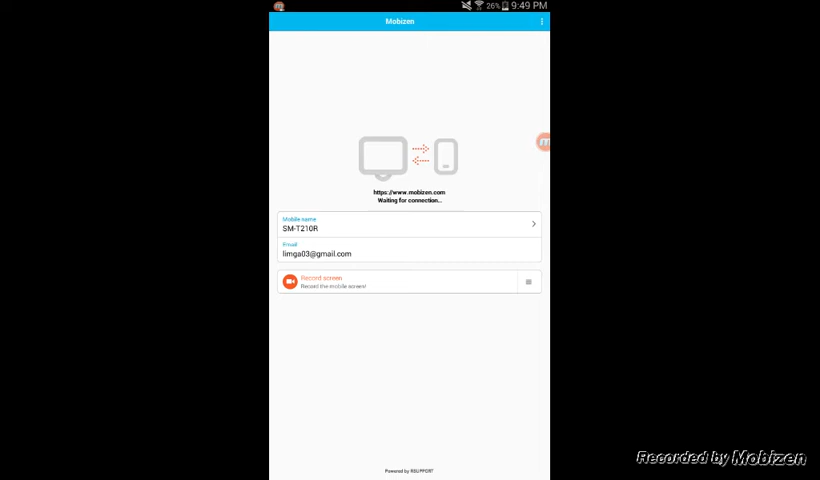 26% 9:49 PM
Mobizen
https://www.mobizen.com
Waiting for connection...
Mobile name
SM-T210R
Email
limga03@gmail.com
Record screen
Record the mobile screen!
Powered by RSUPPORT
Recorded by Mobizen